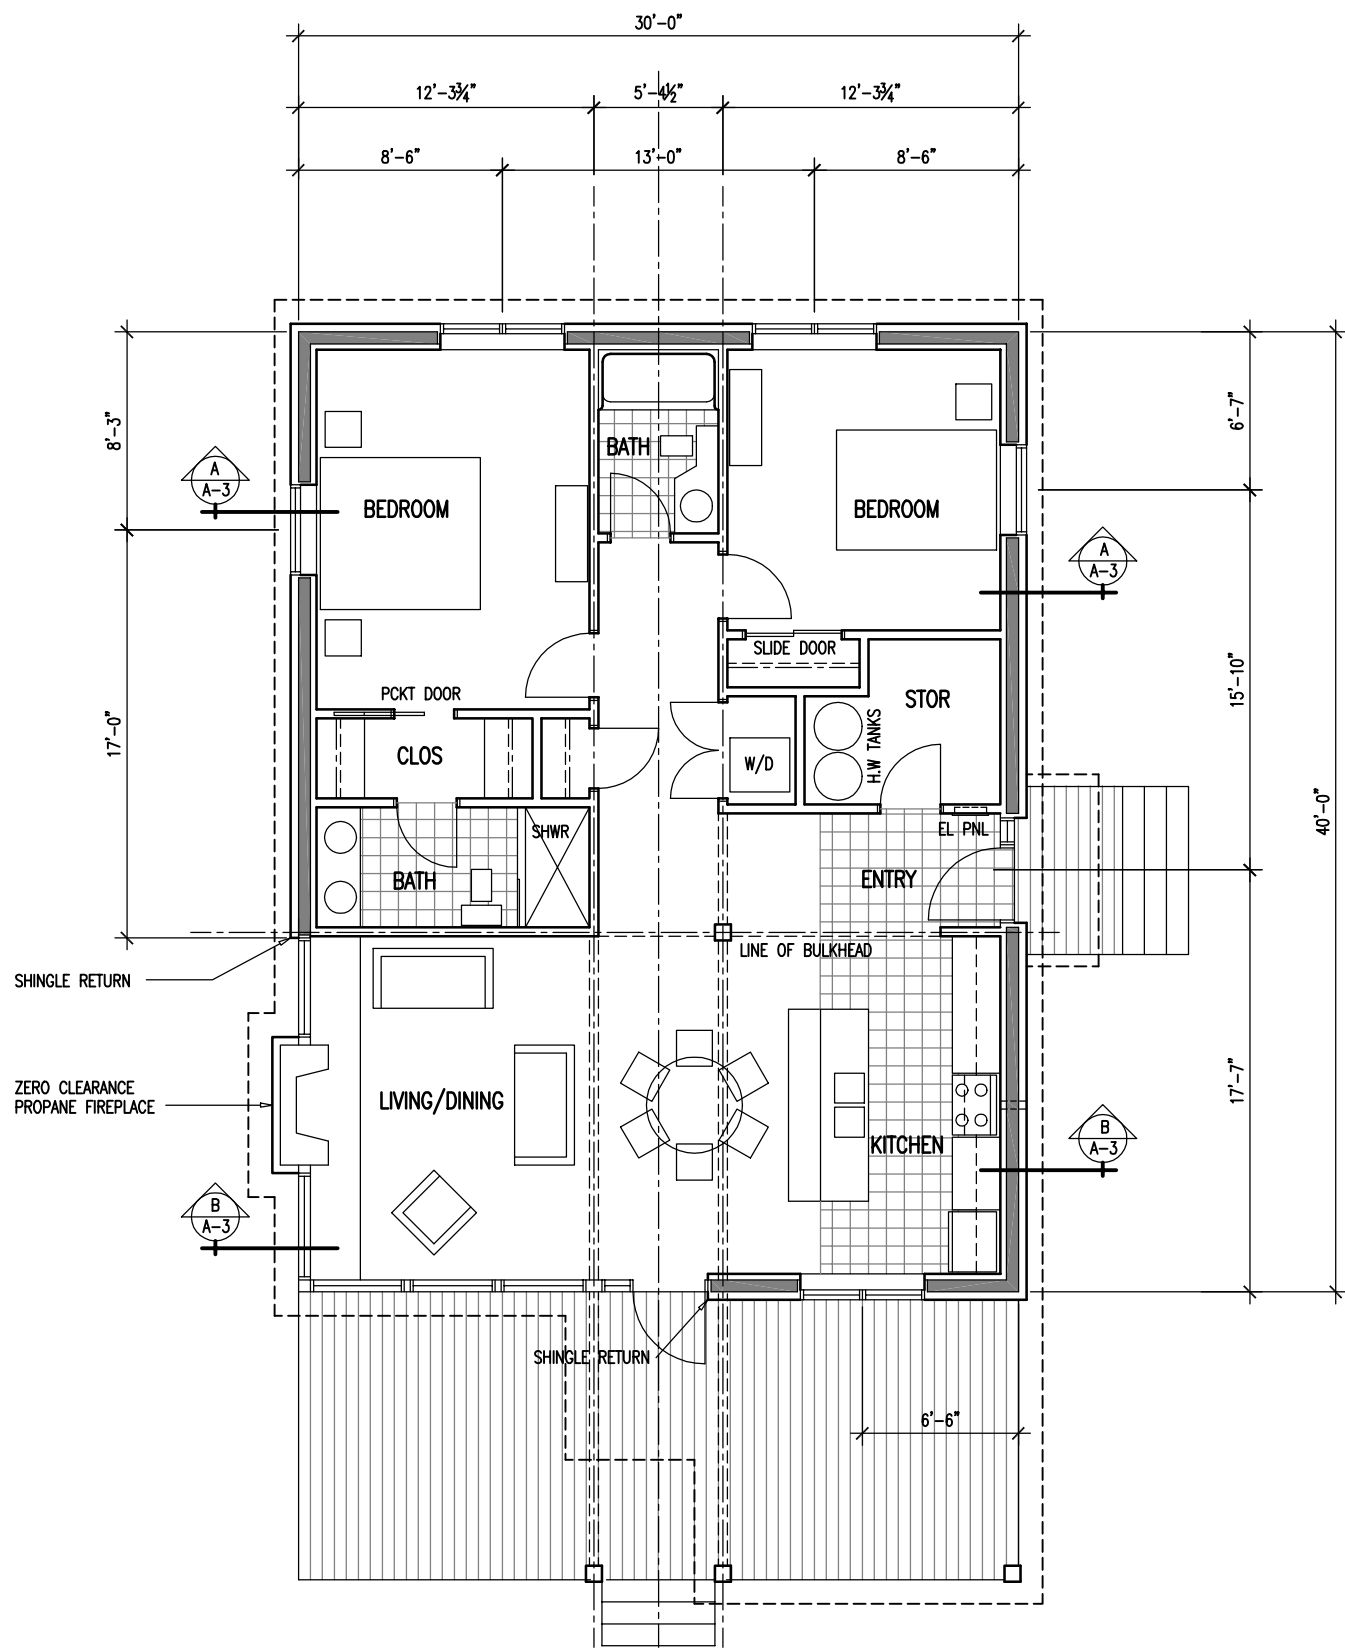 30'-0"
12'-3¾"
5'-4½"
12'-3¾"
8'-6"
13'-0"
8'-6"
8'-3"
6'-7"
BATH
A
A-3
BEDROOM
BEDROOM
A
A-3
SLIDE DOOR
15'-10"
PCKT DOOR
STOR
17'-0"
CLOS
W/D
H.W TANKS
40'-0"
SHWR
EL PNL
BATH
ENTRY
LINE OF BULKHEAD
SHINGLE RETURN
ZERO CLEARANCE
PROPANE FIREPLACE
LIVING/DINING
17'-7"
KITCHEN
B
A-3
B
A-3
SHINGLE RETURN
6'-6"